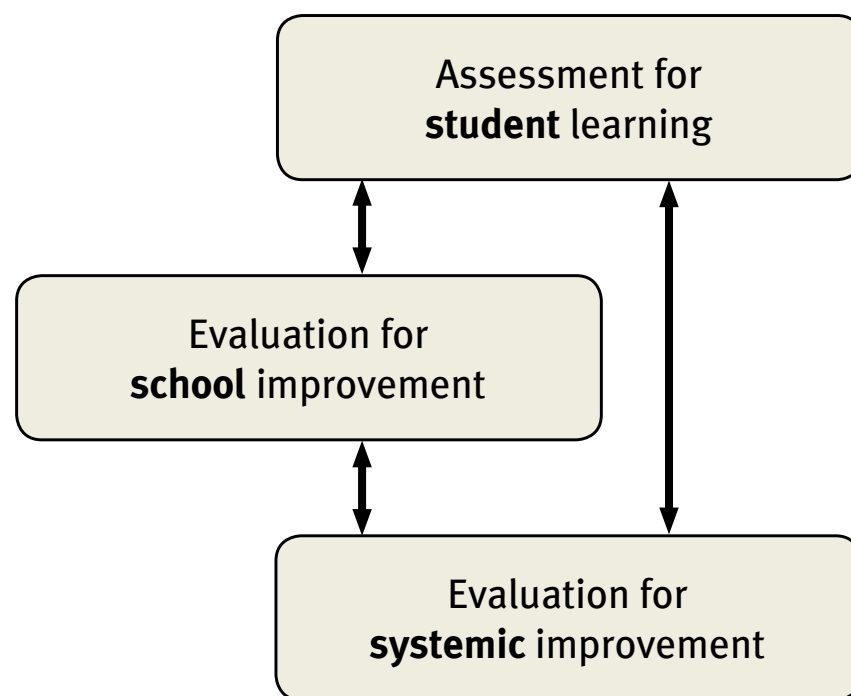 Assessment for
student learning
Evaluation for
school improvement
Evaluation for
systemic improvement